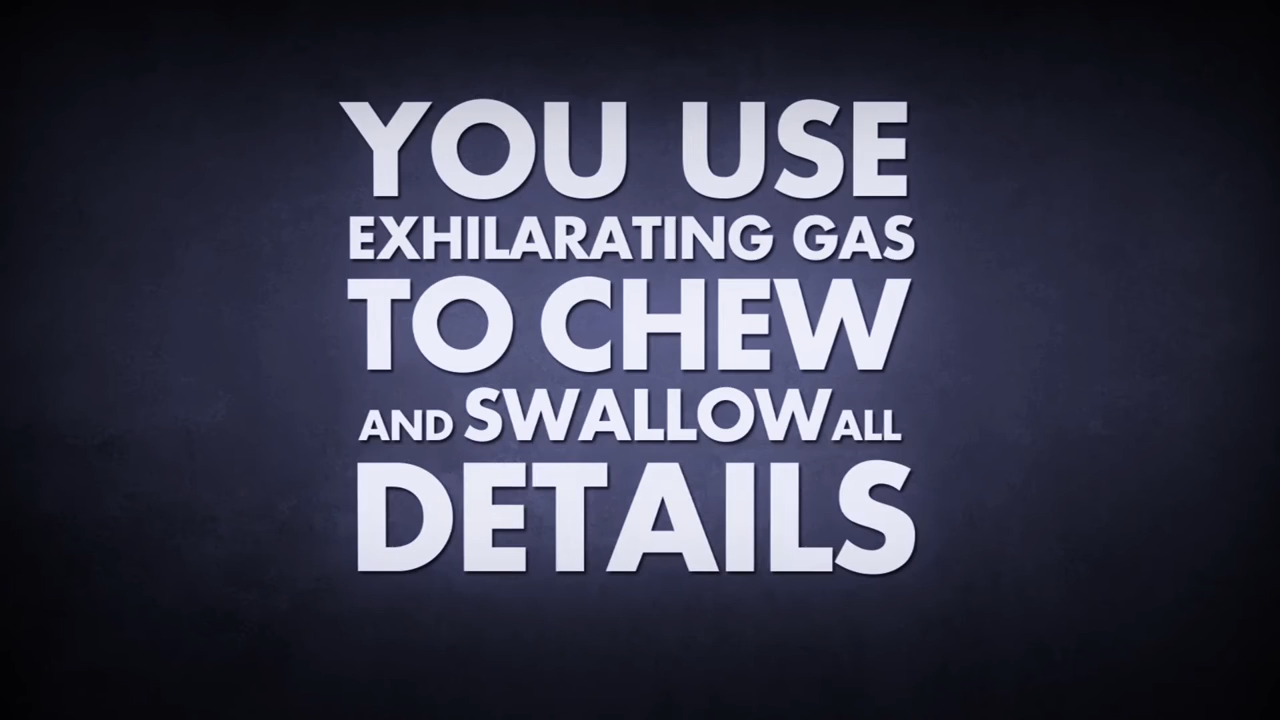 YOU USE
EXHILARATING GAS
TO CHEW
AND SWALLOW ALL
DETAILS